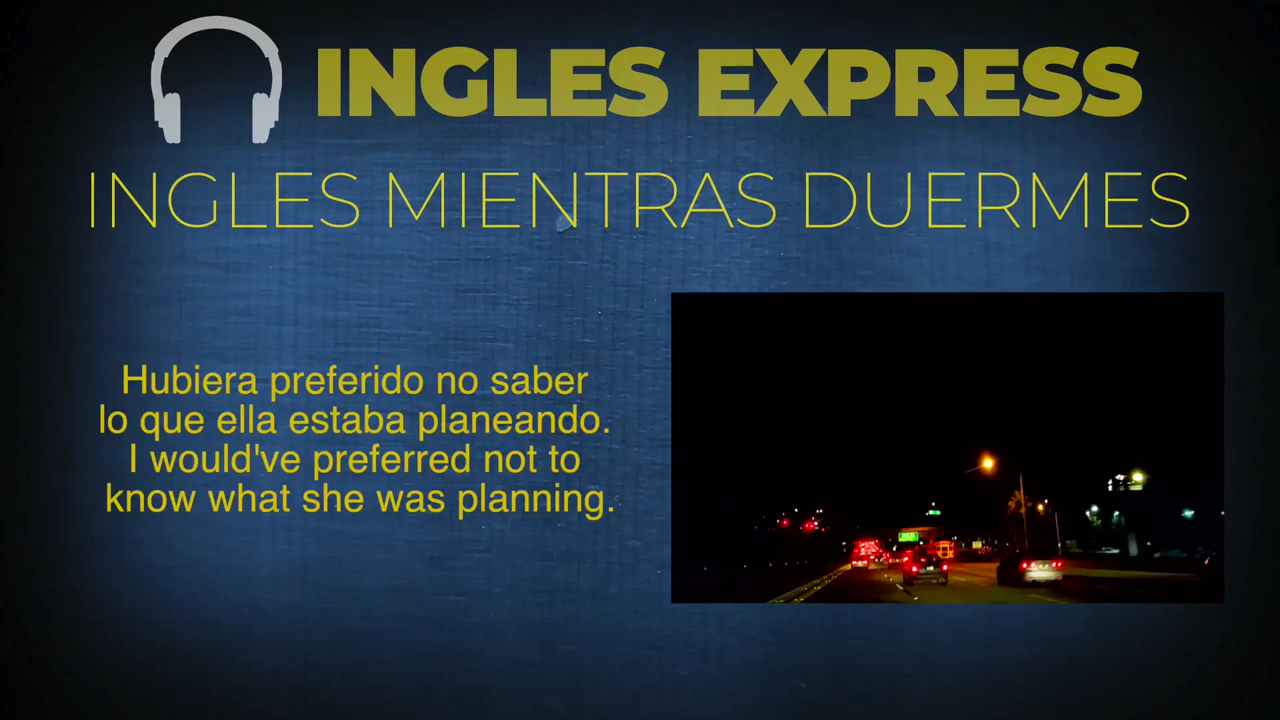 INGLES EXPRESS
INGLES MIENTRAS DUERMES
Hubiera preferido no saber
lo que ella estaba planeando.
I would've preferred not to
know what she was planning.